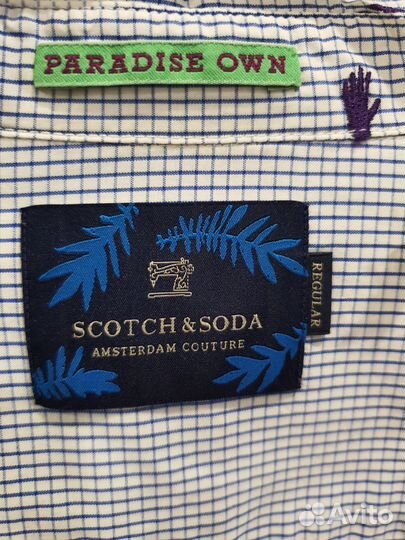 PARADISE OWN
SCOTCH & SODA
AMSTERDAM COUTURE
REGULAR
Avito